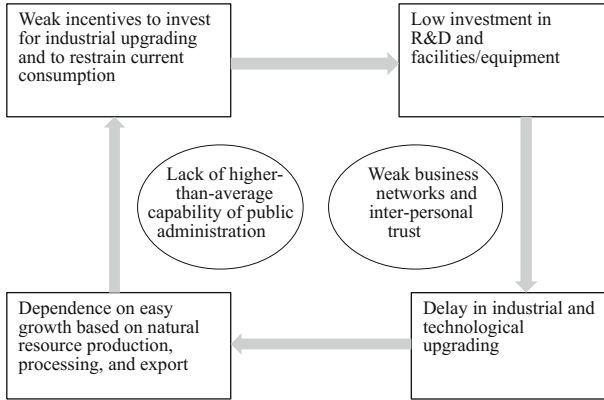 Weak incentives to invest
for industrial upgrading
and to restrain current
consumption
Low investment in
R&D and
facilities/equipment
Lack of higher-
than-average
capability of public
administration
Weak business
networks and
inter-personal
trust
Dependence on easy
growth based on natural
resource production,
processing, and export
Delay in industrial and
technological
upgrading